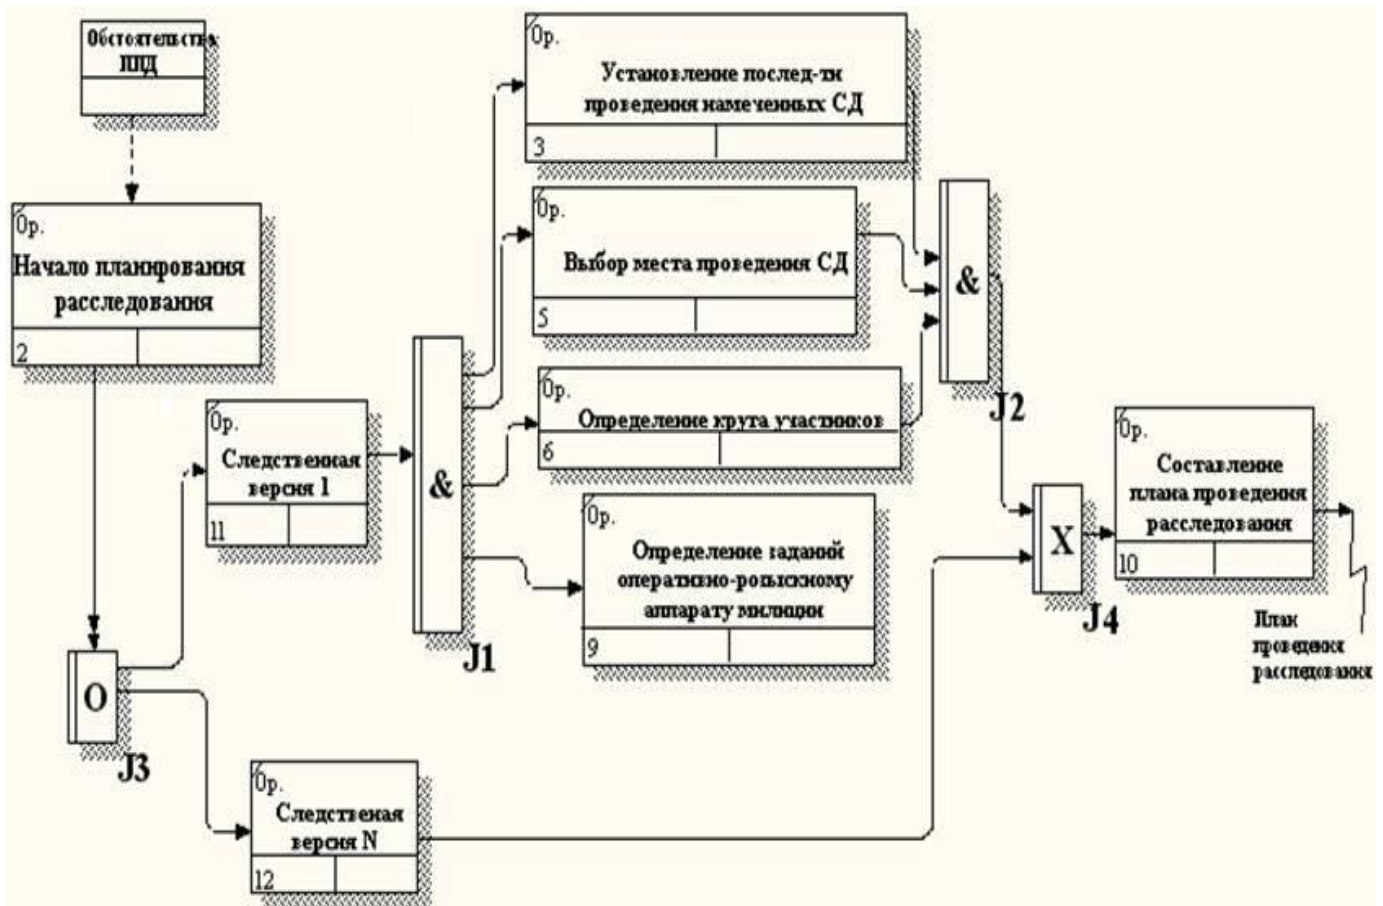 Обстоятельства
ППД
0р.
Начало планирования
расследования
2
0р.
Установление послед-ти
проведения намеченных СД
3
0р.
Выбор места проведения СД
5
0р.
Определение круга участников
6
0р.
Определение заданий
оперативно-розыскному
аппарату милиции
9
0р.
Следственная
версия 1
11
&
J1
&
J2
O
J3
0р.
Следственая
версия N
12
X
J4
0р.
Составление
плана проведения
расследования
10
План
проведения
расследования